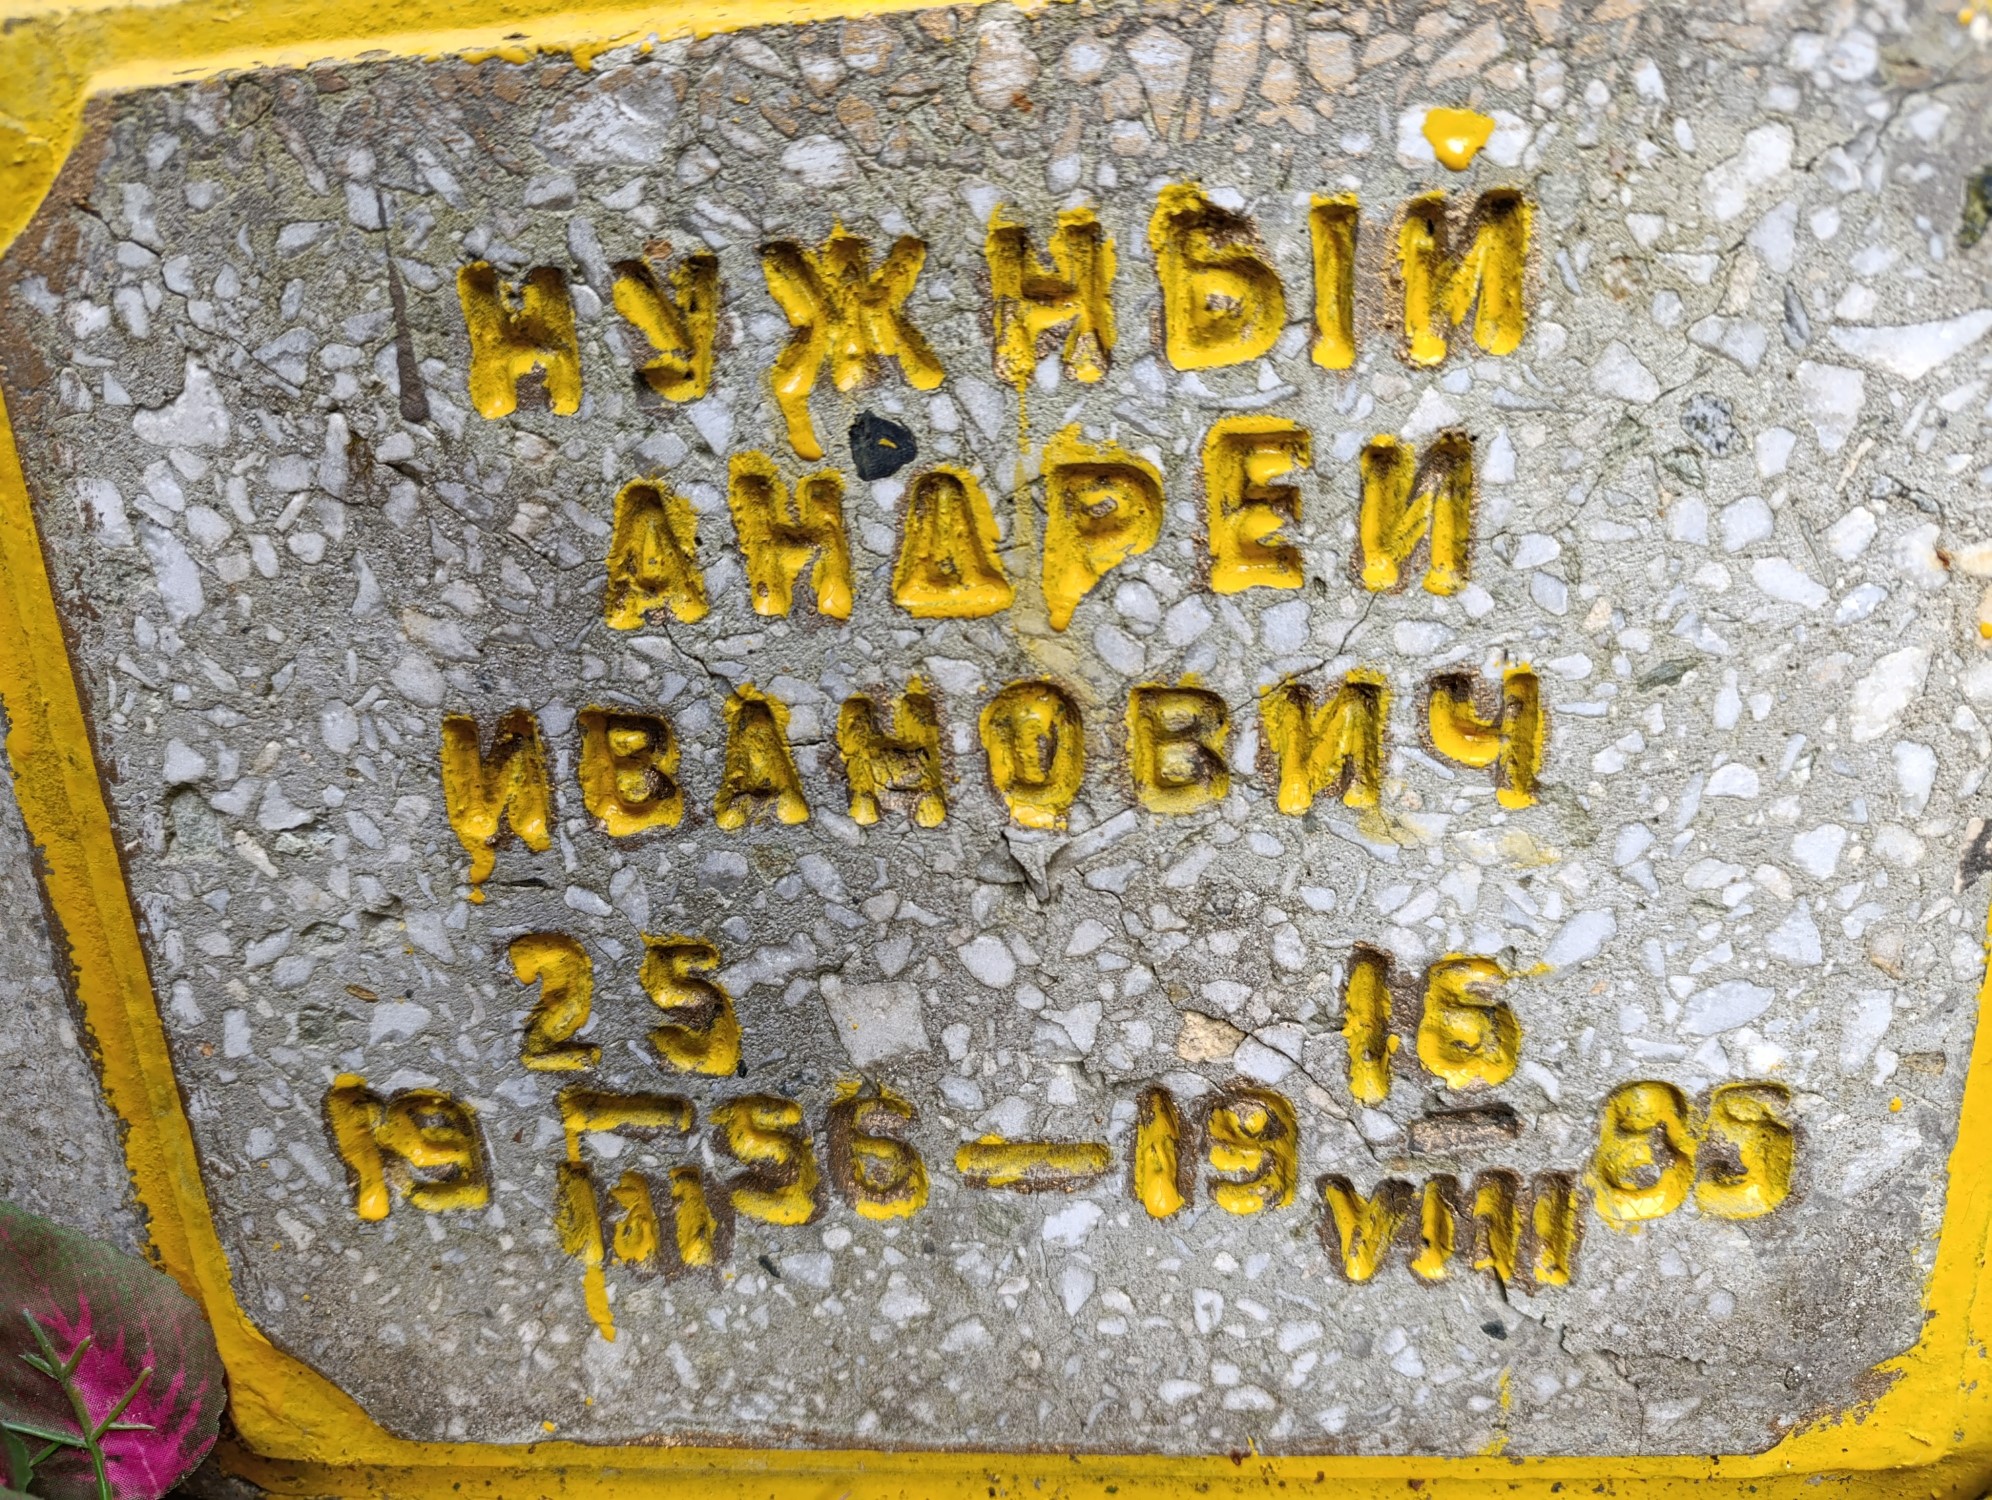 НУЖНЫЙ
АНДРЕЙ
ИВАНОВИЧ
25 16
19 III 56 — 19 VIII 85